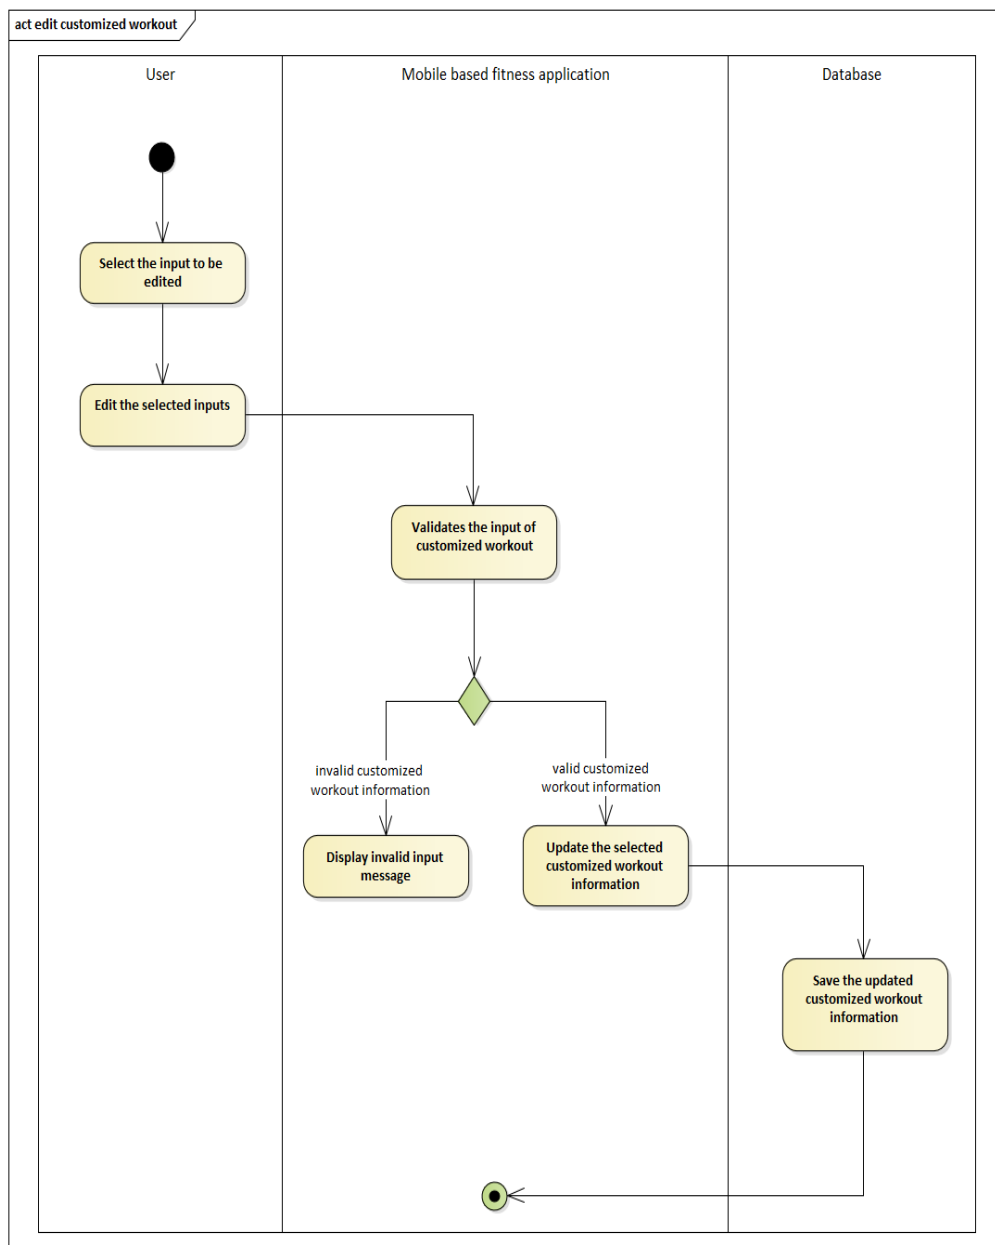 act edit customized workout
User
Mobile based fitness application
Database
Select the input to be
edited
Edit the selected inputs
Validates the input of
customized workout
invalid customized
workout information
valid customized
workout information
Display invalid input
message
Update the selected
customized workout
information
Save the updated
customized workout
information